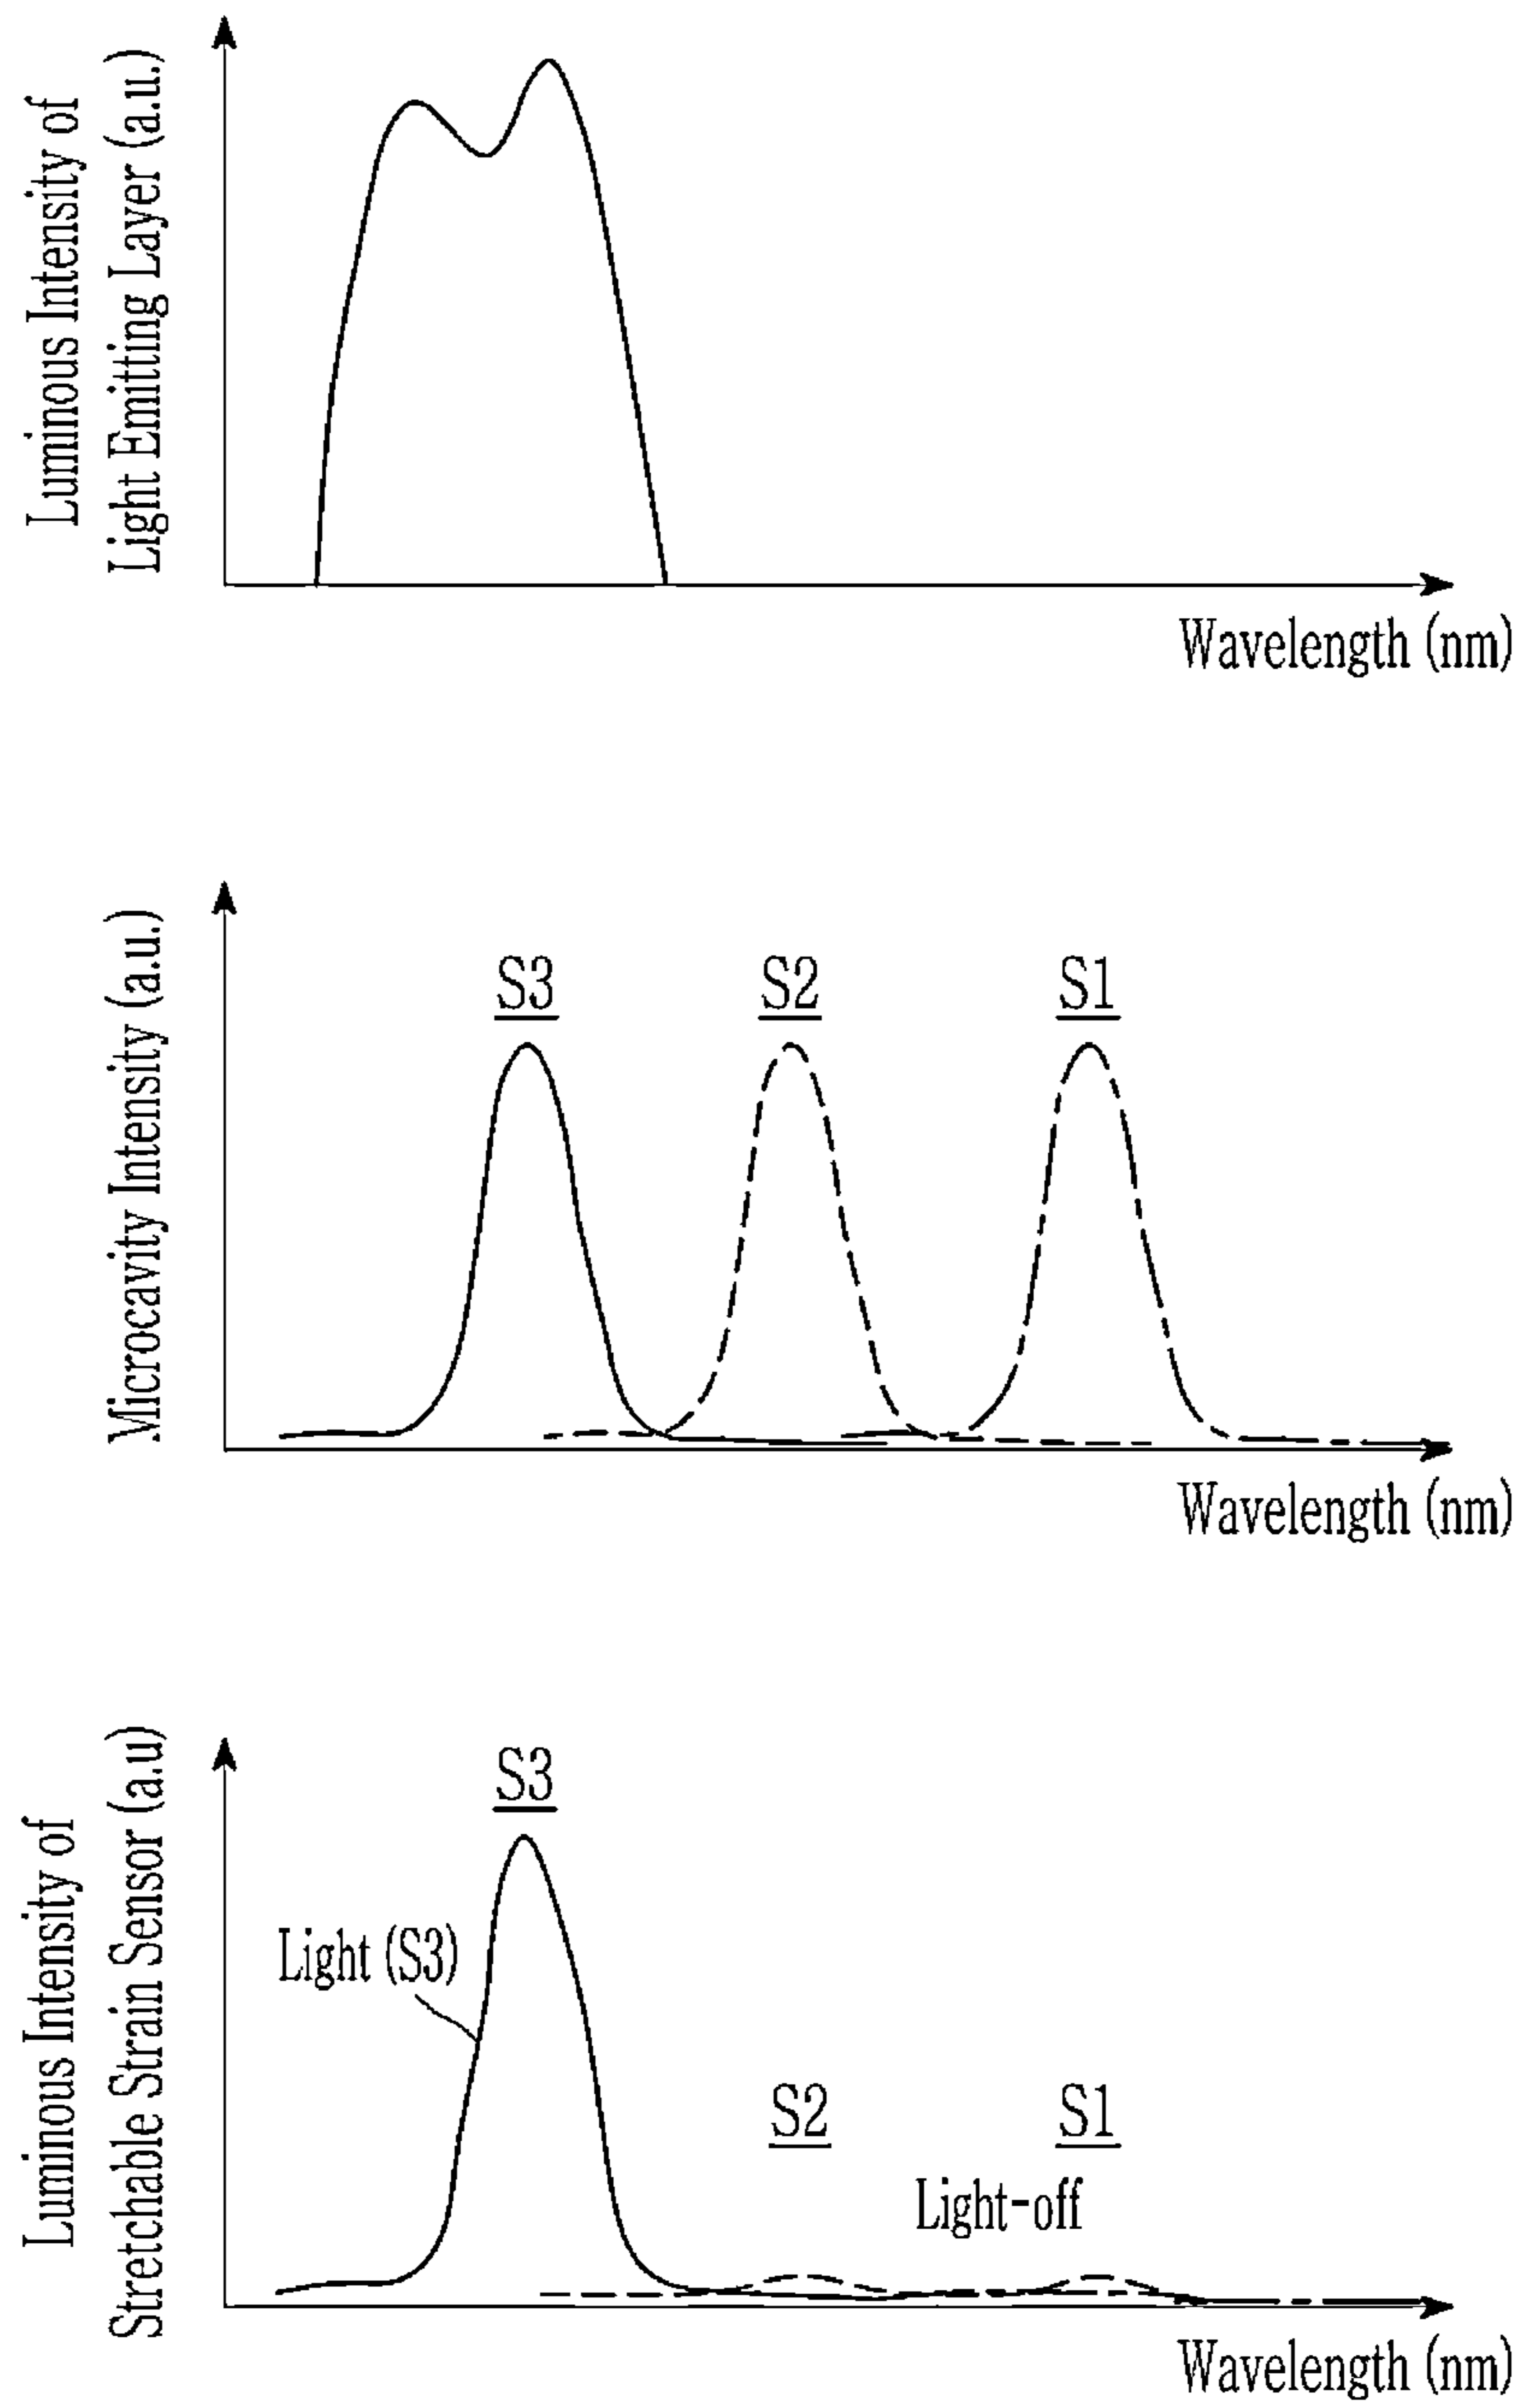 Luminous Intensity of
Light Emitting Layer (a.u.)
Wavelength (nm)
Microcavity Intensity (a.u.)
S3 S2 S1
Wavelength (nm)
Luminous Intensity of
Stretchable Strain Sensor (a.u)
S3
Light (S3)
S2 S1
Light-off
Wavelength (nm)